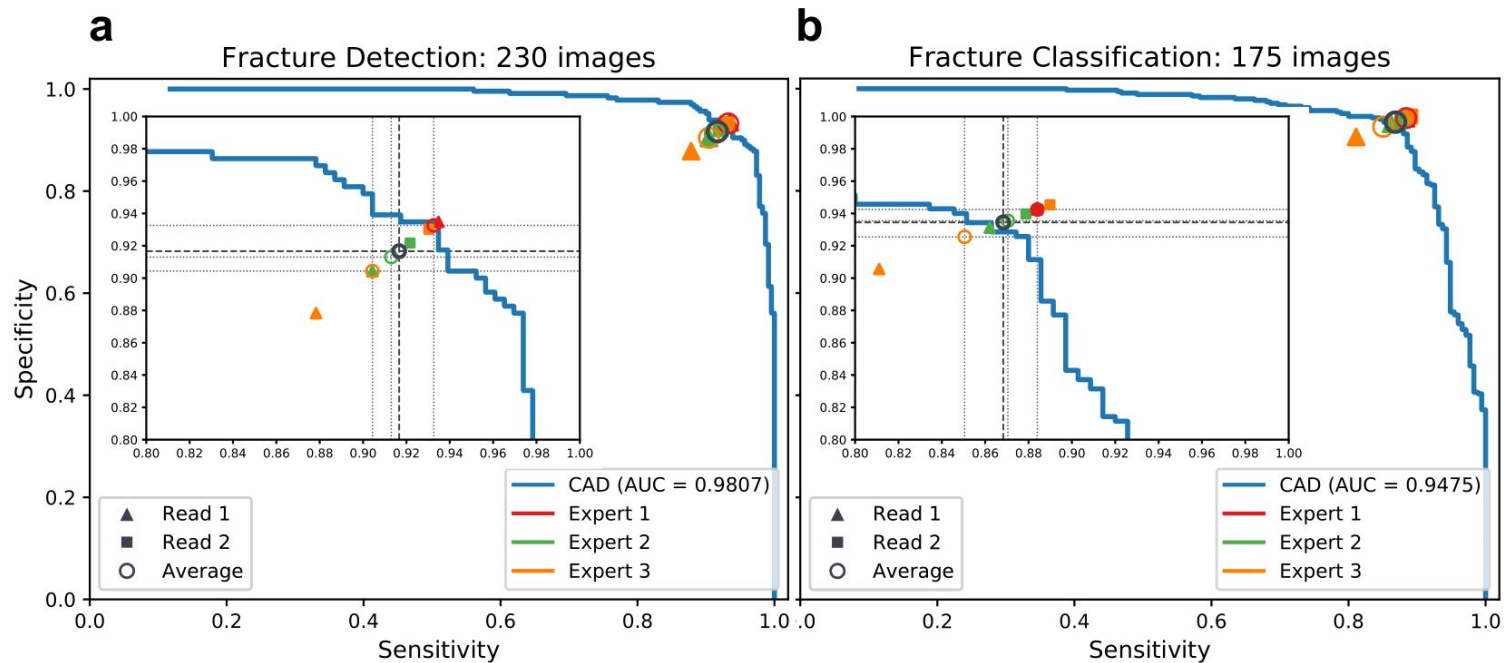 a
b
Fracture Detection: 230 images
Fracture Classification: 175 images
Specificity
1.0
0.8
0.6
0.4
0.2
0.0
1.00
0.98
0.96
0.94
0.92
0.90
0.88
0.86
0.84
0.82
0.80
0.80 0.82 0.84 0.86 0.88 0.90 0.92 0.94 0.96 0.98 1.00
Read 1
Read 2
Average
CAD (AUC = 0.9807)
Expert 1
Expert 2
Expert 3
0.0 0.2 0.4 0.6 0.8 1.0
Sensitivity
1.00
0.98
0.96
0.94
0.92
0.90
0.88
0.86
0.84
0.82
0.80
0.80 0.82 0.84 0.86 0.88 0.90 0.92 0.94 0.96 0.98 1.00
Read 1
Read 2
Average
CAD (AUC = 0.9475)
Expert 1
Expert 2
Expert 3
0.0 0.2 0.4 0.6 0.8 1.0
Sensitivity